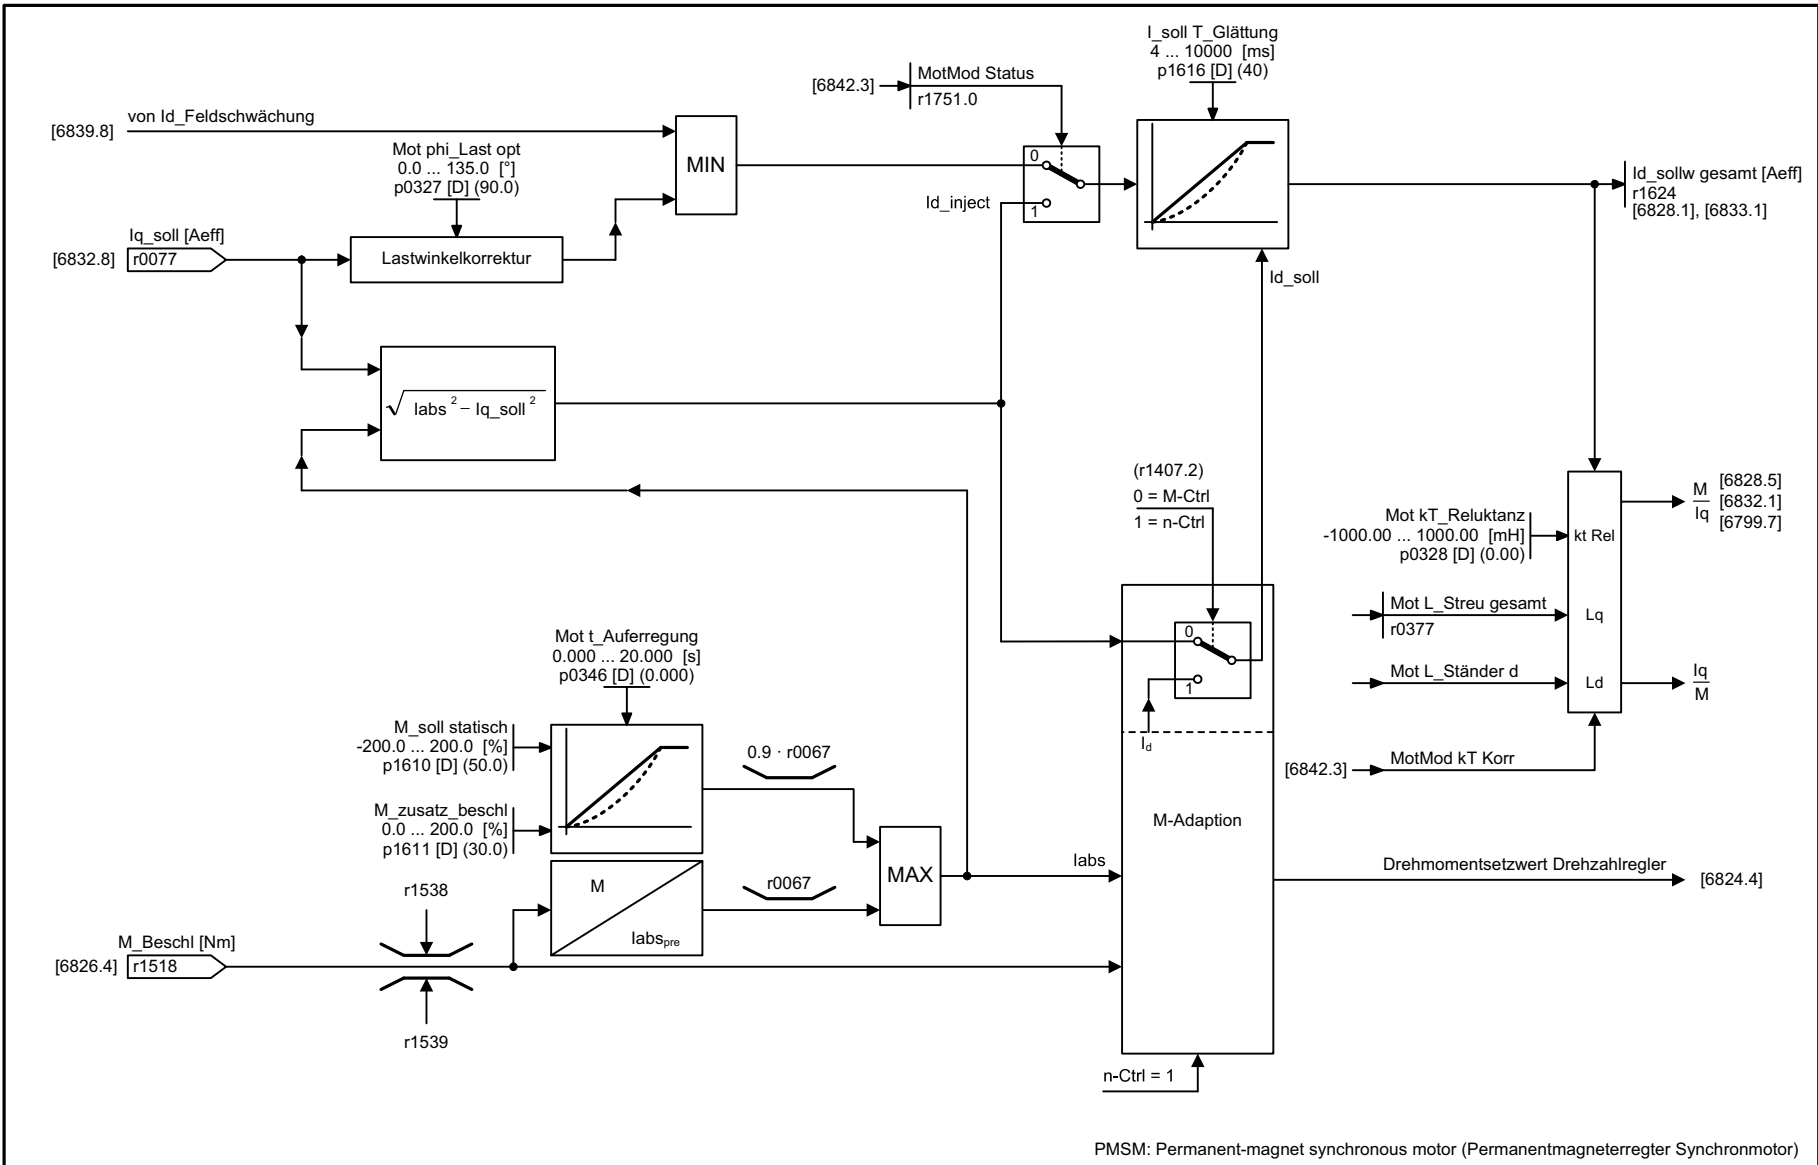 I_soll T_Glättung
4 ... 10000 [ms]
p1616 [D] (40)
[6842.3]
MotMod Status
r1751.0
[6839.8]
von Id_Feldschwächung
Mot phi_Last opt
0.0 ... 135.0 [°]
p0327 [D] (90.0)
MIN
0
1
Id_inject
Id_sollw gesamt [Aeff]
r1624
[6828.1], [6833.1]
Iq_soll [Aeff]
[6832.8]
r0077
Lastwinkelkorrektur
Id_soll
√ Iabs ² – Iq_soll ²
(r1407.2)
0 = M-Ctrl
1 = n-Ctrl
M
Iq
[6828.5]
[6832.1]
[6799.7]
Mot kT_Reluktanz
-1000.00 ... 1000.00 [mH]
p0328 [D] (0.00)
kt Rel
Mot L_Streu gesamt
r0377
Lq
Mot L_Ständer d
Ld
Iq
M
0
1
Id
Mot t_Auferregung
0.000 ... 20.000 [s]
p0346 [D] (0.000)
M_soll statisch
-200.0 ... 200.0 [%]
p1610 [D] (50.0)
0.9 · r0067
[6842.3]
MotMod kT Korr
M_zusatz_beschl
0.0 ... 200.0 [%]
p1611 [D] (30.0)
M-Adaption
MAX
Iabs
Drehmomentsetzwert Drehzahlregler
[6824.4]
M
Iabspre
r0067
r1538
M_Beschl [Nm]
[6826.4]
r1518
r1539
n-Ctrl = 1
PMSM: Permanent-magnet synchronous motor (Permanentmagneterregter Synchronmotor)